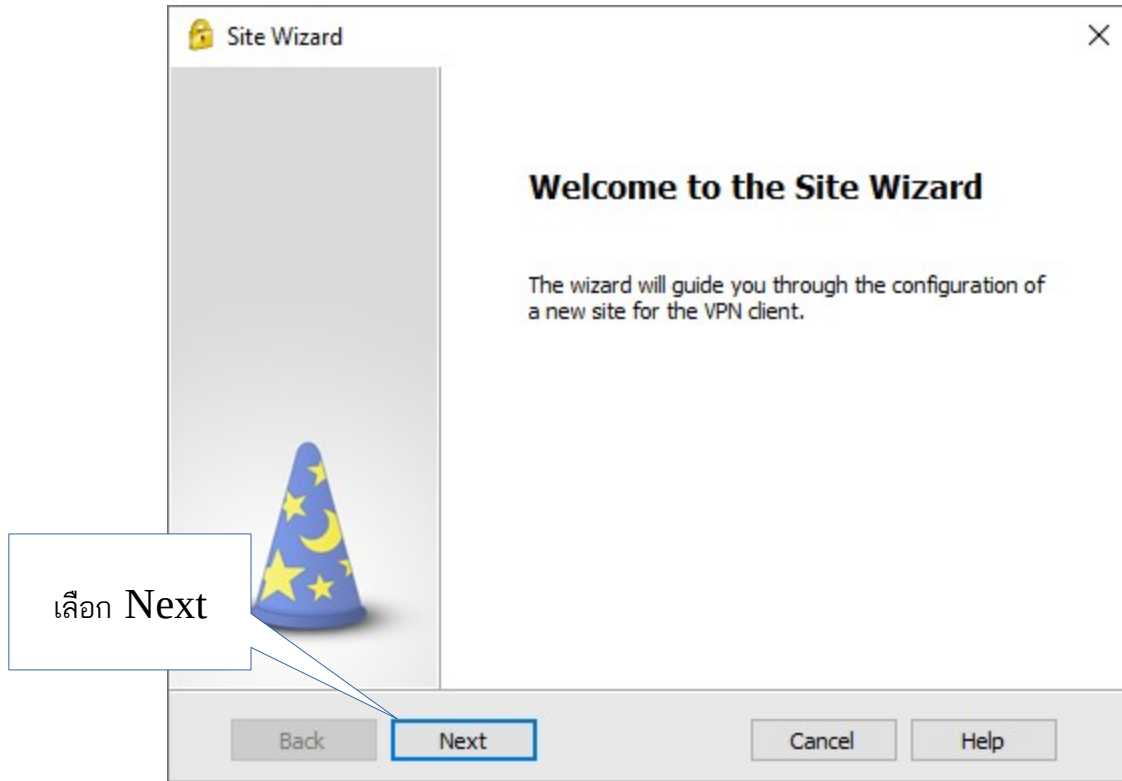 Site Wizard
Welcome to the Site Wizard
The wizard will guide you through the configuration of
a new site for the VPN client.
เลือก Next
Back
Next
Cancel
Help